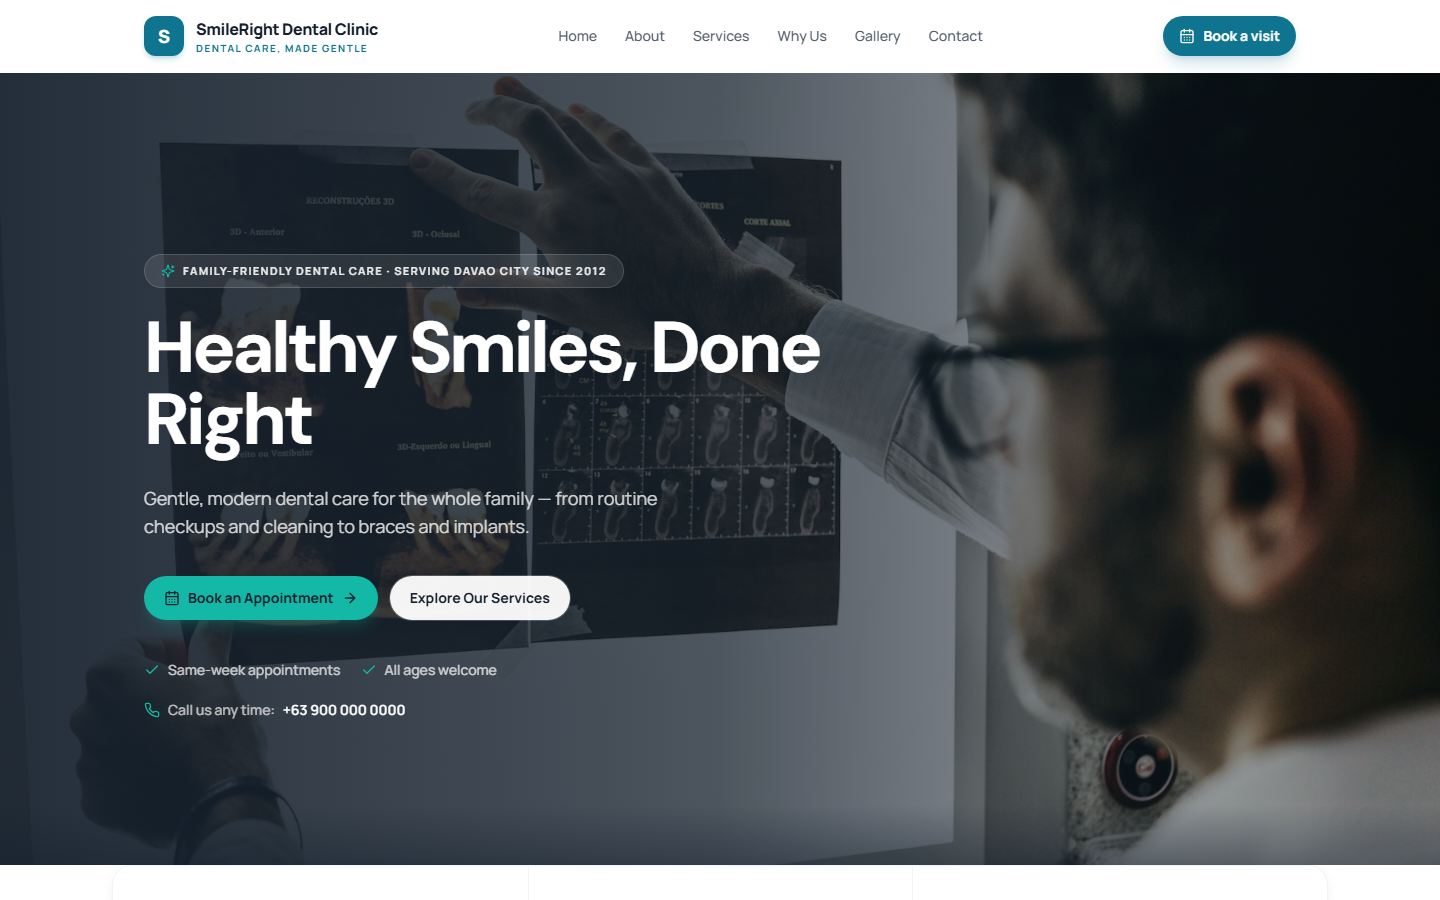 S
SmileRight Dental Clinic
DENTAL CARE, MADE GENTLE
Home
About
Services
Why Us
Gallery
Contact
Book a visit
RECONSTRUÇÕES 3D
CORTE AXIAL
3D - Anterior
3D - Oclusal
FAMILY-FRIENDLY DENTAL CARE · SERVING DAVAO CITY SINCE 2012
Healthy Smiles, Done
Right
3D-Esquerdo ou Lingual
ou Vestibular
Gentle, modern dental care for the whole family — from routine
checkups and cleaning to braces and implants.
Book an Appointment
Explore Our Services
Same-week appointments
All ages welcome
Call us any time: +63 900 000 0000